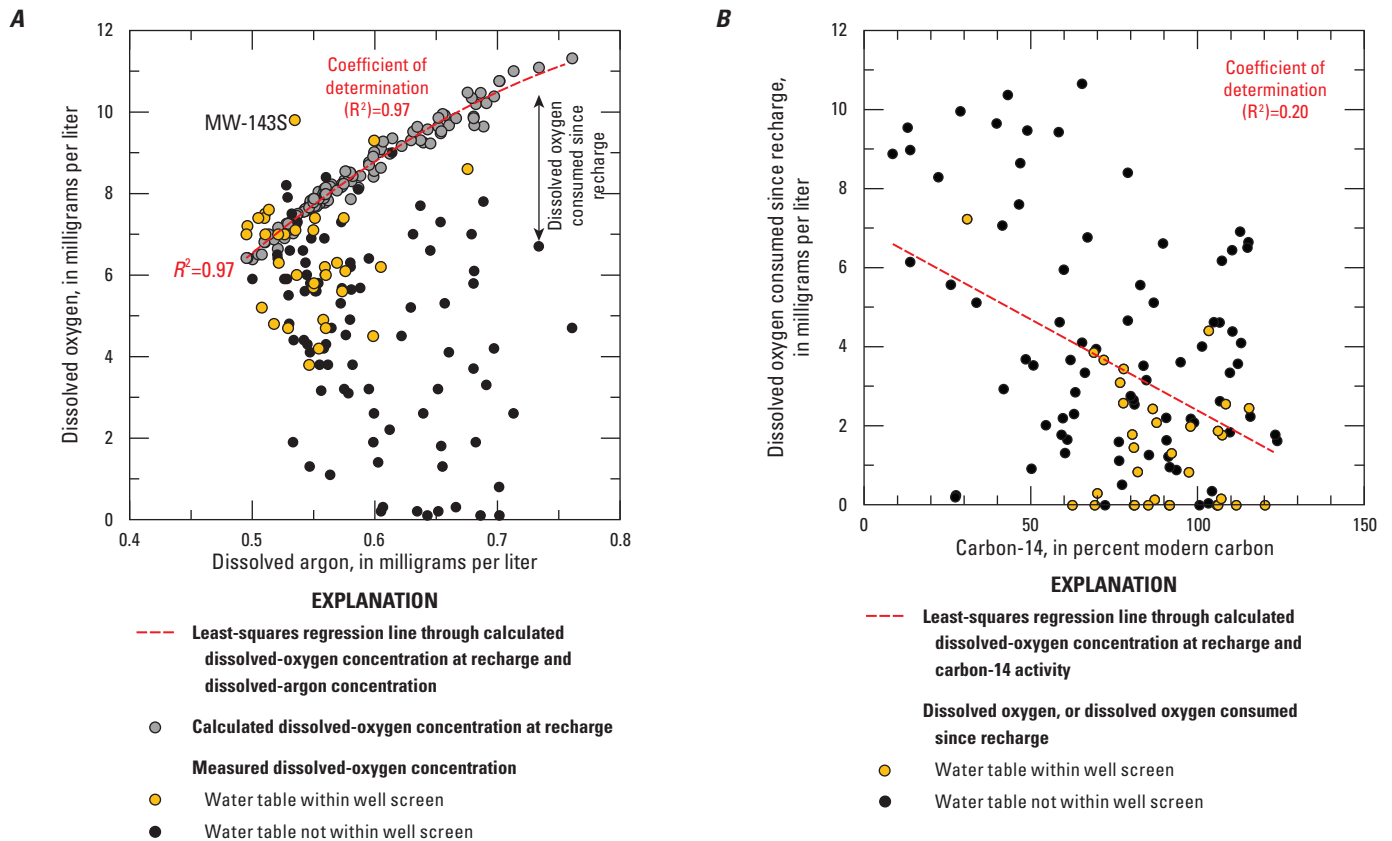 A
Dissolved oxygen, in milligrams per liter
12
10
8
6
4
2
0
0.4
0.5
0.6
0.7
0.8
Dissolved argon, in milligrams per liter
Coefficient of
determination
(R²)=0.97
MW-143S
R²=0.97
Dissolved oxygen
consumed since
recharge
EXPLANATION
Least-squares regression line through calculated
dissolved-oxygen concentration at recharge and
dissolved-argon concentration
Calculated dissolved-oxygen concentration at recharge
Measured dissolved-oxygen concentration
Water table within well screen
Water table not within well screen
B
Dissolved oxygen consumed since recharge,
in milligrams per liter
12
10
8
6
4
2
0
0
50
100
150
Carbon-14, in percent modern carbon
Coefficient of
determination
(R²)=0.20
EXPLANATION
Least-squares regression line through calculated
dissolved-oxygen concentration at recharge and
carbon-14 activity
Dissolved oxygen, or dissolved oxygen consumed
since recharge
Water table within well screen
Water table not within well screen